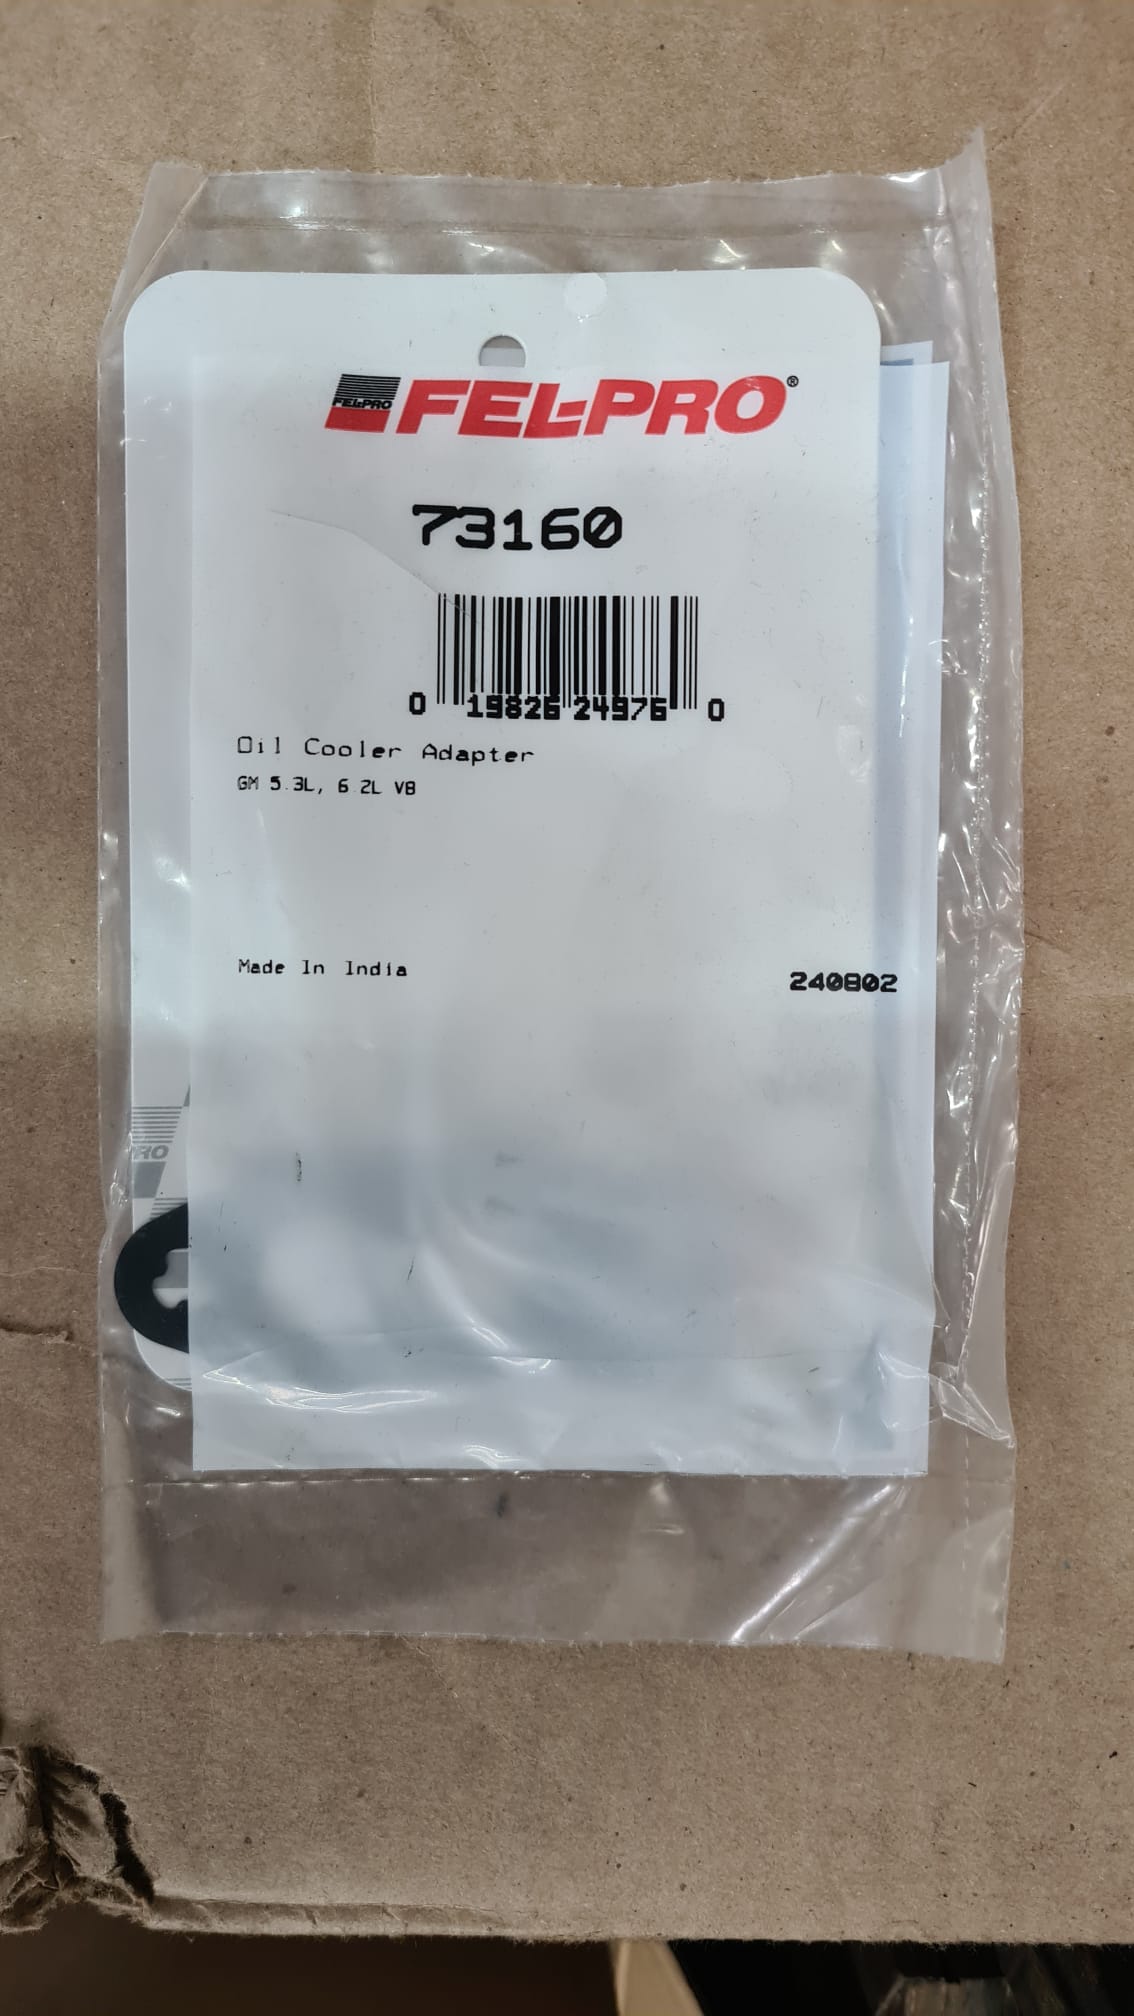 FEL-PRO FEL-PRO®
73160
0 19826 24976 0
Oil Cooler Adapter
GM 5.3L, 6.2L V8
Made In India
240802
PRO